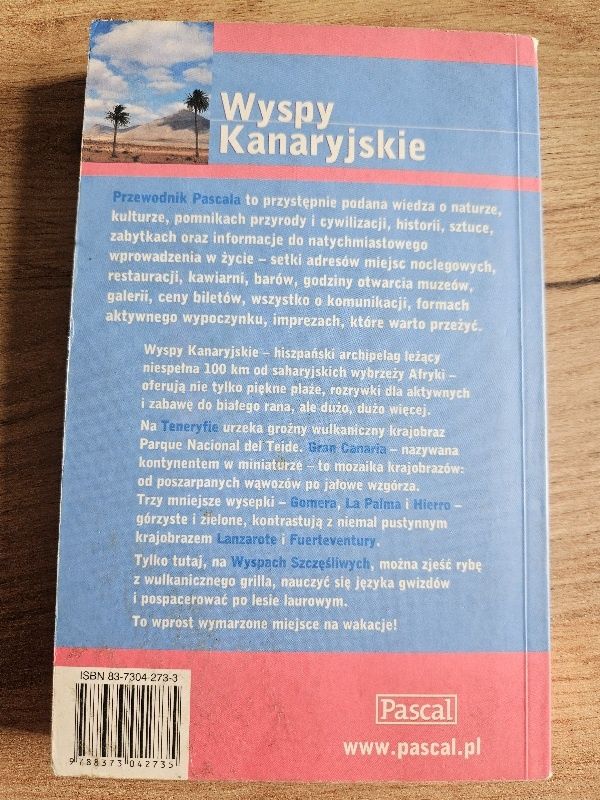 Wyspy
Kanaryjskie
Przewodnik Pascala to przystępnie podana wiedza o naturze,
kulturze, pomnikach przyrody i cywilizacji, historii, sztuce,
zabytkach oraz informacje do natychmiastowego
wprowadzenia w życie – setki adresów miejsc noclegowych,
restauracji, kawiarni, barów, godziny otwarcia muzeów,
galerii, ceny biletów, wszystko o komunikacji, formach
aktywnego wypoczynku, imprezach, które warto przeżyć.
Wyspy Kanaryjskie – hiszpański archipelag leżący
niespełna 100 km od saharyjskich wybrzeży Afryki –
oferują nie tylko piękne plaże, rozrywki dla aktywnych
i zabawę do białego rana, ale dużo, dużo więcej.
Na Teneryfie urzeka groźny wulkaniczny krajobraz
Parque Nacional del Teide. Gran Canaria – nazywana
kontynentem w miniaturze – to mozaika krajobrazów:
od poszarpanych wąwozów po jałowe wzgórza.
Trzy mniejsze wysepki – Gomera, La Palma i Hierro –
górzyste i zielone, kontrastują z niemal pustynnym
krajobrazem Lanzarote i Fuerteventury.
Tylko tutaj, na Wyspach Szczęśliwych, można zjeść rybę
z wulkanicznego grilla, nauczyć się języka gwizdów
i pospacerować po lesie laurowym.
To wprost wymarzone miejsce na wakacje!
ISBN 83-7304-273-3
9 788373 042735
Pascal
www.pascal.pl